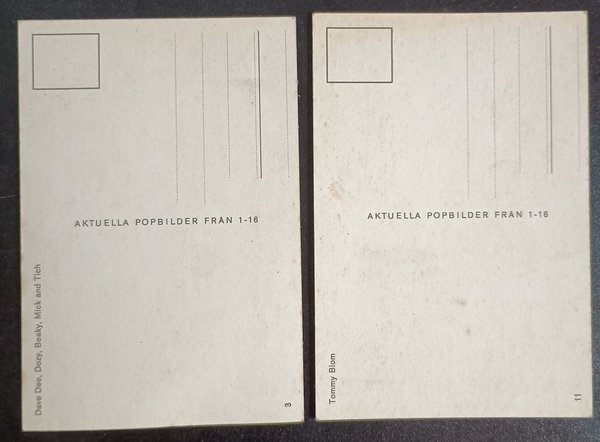 AKTUELLA POPBILDER FRÅN 1-16
Dave Dee, Dozy, Beaky, Mick and Tich
3
AKTUELLA POPBILDER FRÅN 1-16
Tommy Blom
11